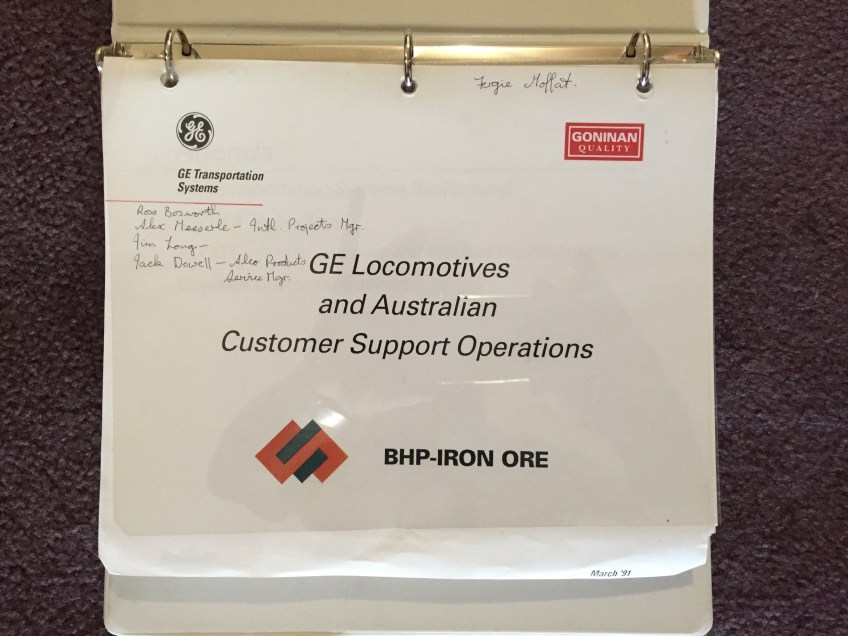 Fergie Moffat.
GE
GE Transportation
Systems
GONINAN
QUALITY
Ross Bosworth
Alex Messerle - Intl. Projects Mgr.
Jim Long -
Jack Dowell - Alco Products
Service Mgr.
GE Locomotives
and Australian
Customer Support Operations
BHP-IRON ORE
March '91